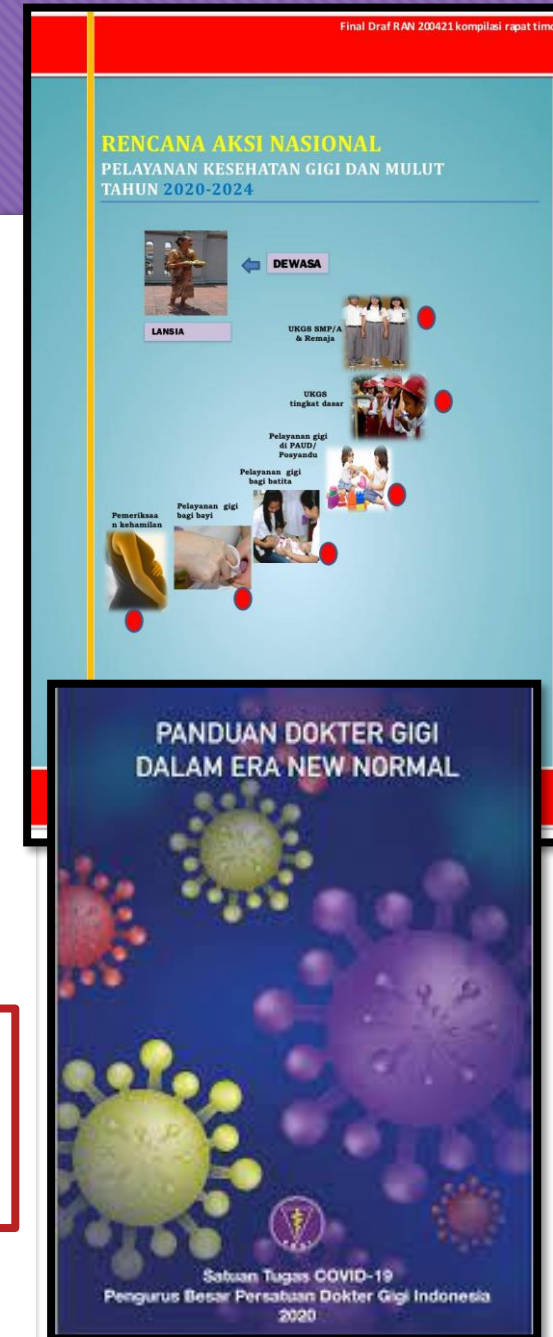 Final Draf RAN 200421 kompilasi rapat timc
RENCANA AKSI NASIONAL
PELAYANAN KESEHATAN GIGI DAN MULUT
TAHUN 2020-2024
DEWASA
LANSIA
UKGS SMP/A
& Remaja
UKGS
tingkat dasar
Pelayanan gigi
di PAUD/
Posyandu
Pelayanan gigi
bagi batita
Pelayanan gigi
bagi bayi
Pemeriksaa
n kehamilan
PANDUAN DOKTER GIGI
DALAM ERA NEW NORMAL
Satuan Tugas COVID-19
Pengurus Besar Persatuan Dokter Gigi Indonesia
2020